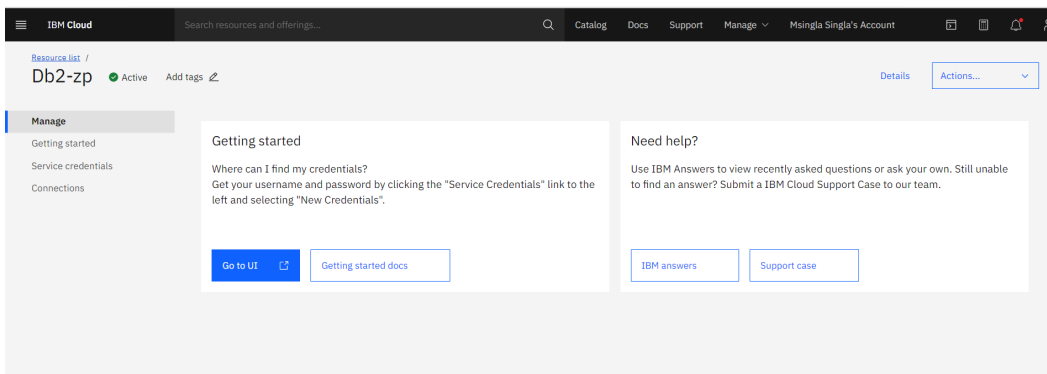 IBM Cloud
Search resources and offerings...
Catalog
Docs
Support
Manage
Msingla Singla's Account
Resource list /
Db2-zp
Active
Add tags
Details
Actions...
Manage
Getting started
Service credentials
Connections
Getting started
Where can I find my credentials?
Get your username and password by clicking the "Service Credentials" link to the
left and selecting "New Credentials".
Go to UI
Getting started docs
Need help?
Use IBM Answers to view recently asked questions or ask your own. Still unable
to find an answer? Submit a IBM Cloud Support Case to our team.
IBM answers
Support case